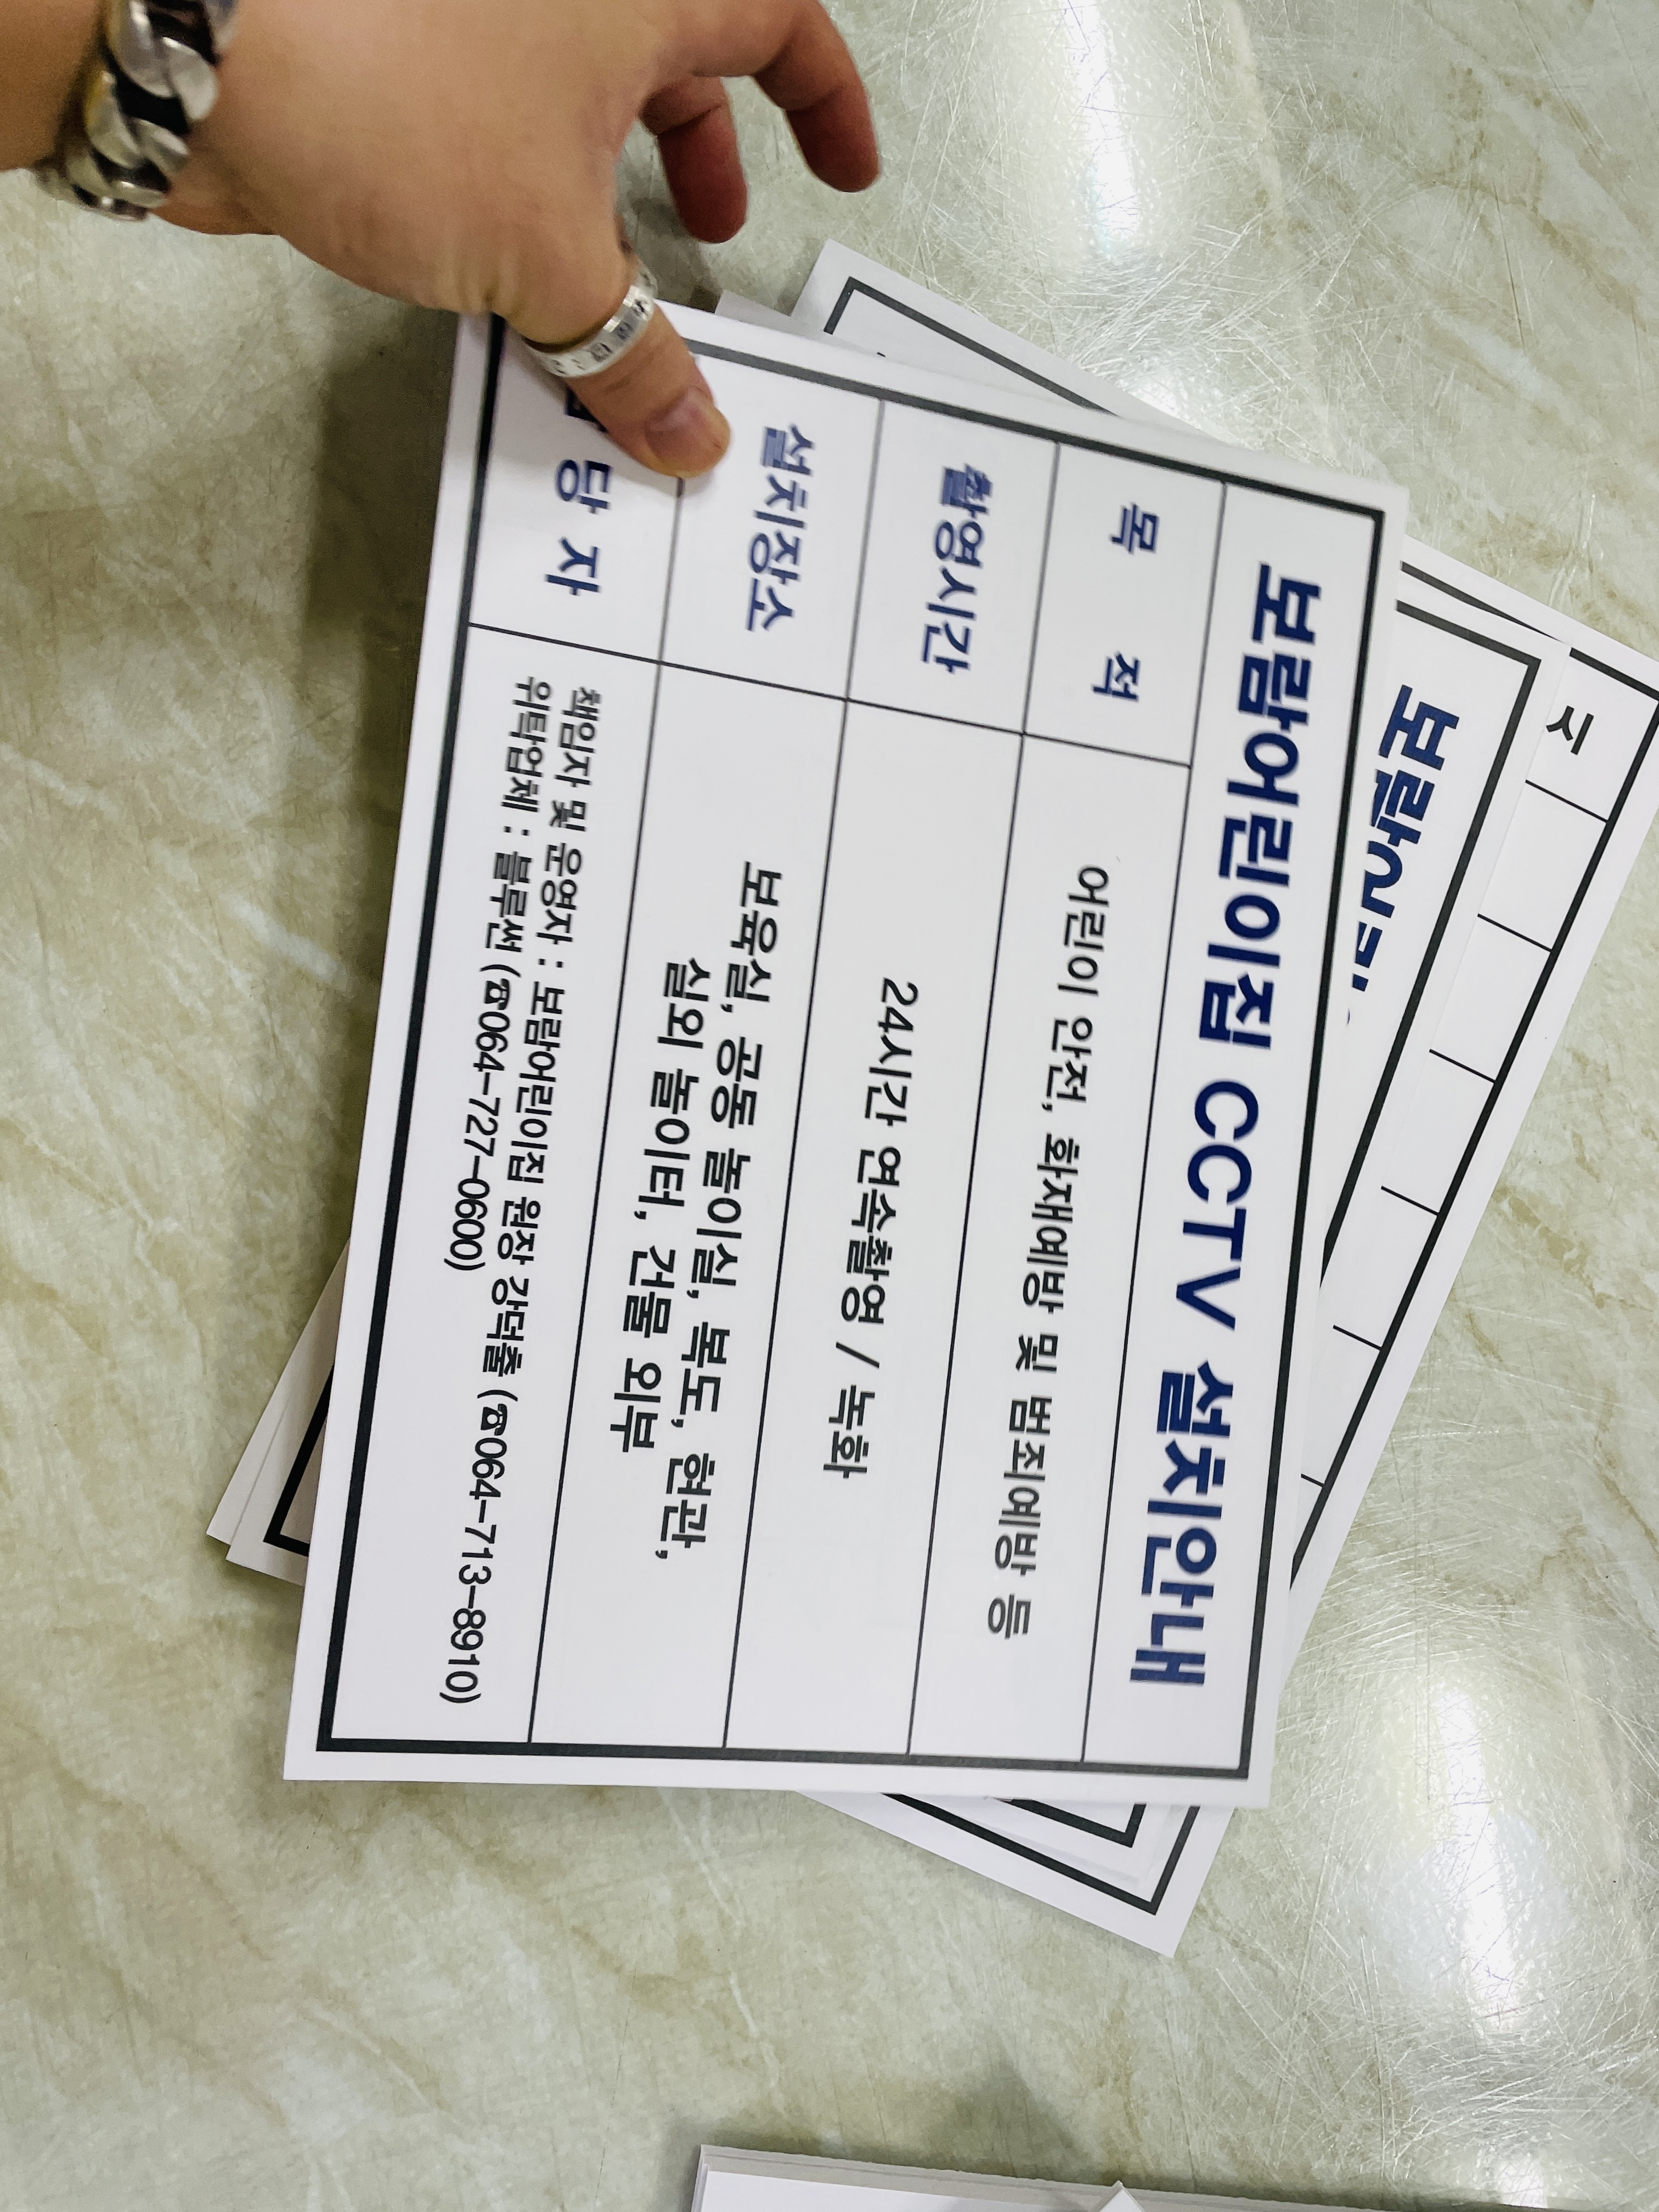 보람어린이집 CCTV 설치안내
목 적
어린이 안전, 화재예방 및 범죄예방 등
촬영시간
24시간 연속촬영 / 녹화
설치장소
보육실, 공동 놀이실, 복도, 현관,
실외 놀이터, 건물 외부
당 자
책임자 및 운영자 : 보람어린이집 원장 강덕출 (☎064-713-8910)
위탁업체 : 블루썬 (☎064-727-0600)
보람
지